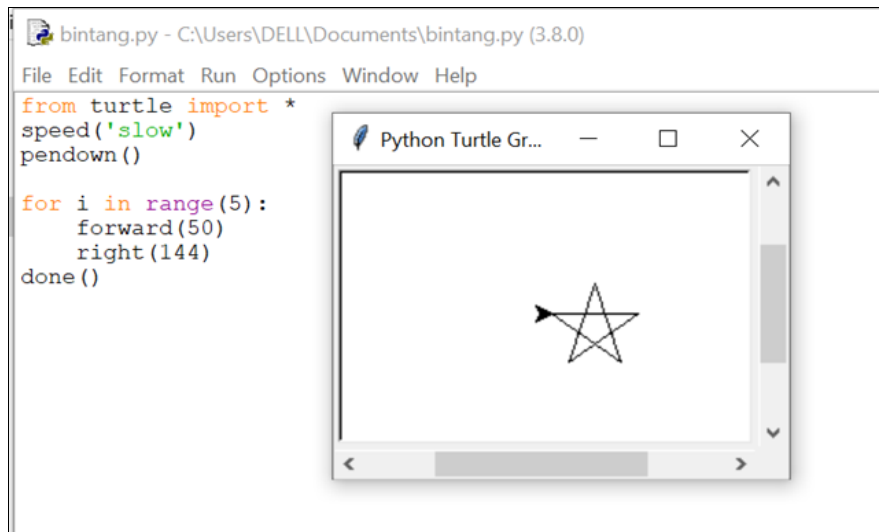 bintang.py - C:\Users\DELL\Documents\bintang.py (3.8.0)
File Edit Format Run Options Window Help
from turtle import *
speed('slow')
pendown()
for i in range(5):
    forward(50)
    right(144)
done()
Python Turtle Gr...